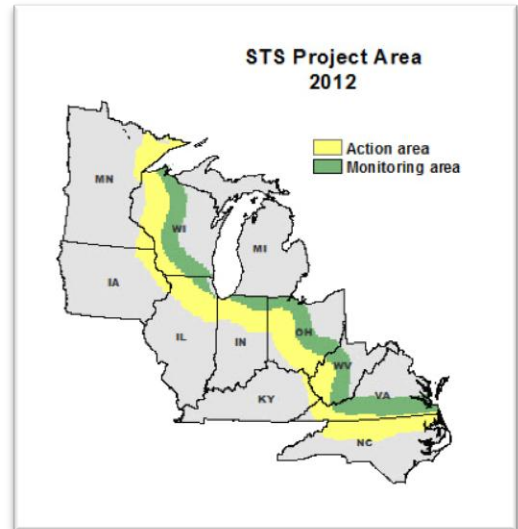 STS Project Area
2012
Action area
Monitoring area
MN
WI
MI
IA
IL
IN
OH
WV
VA
KY
NC